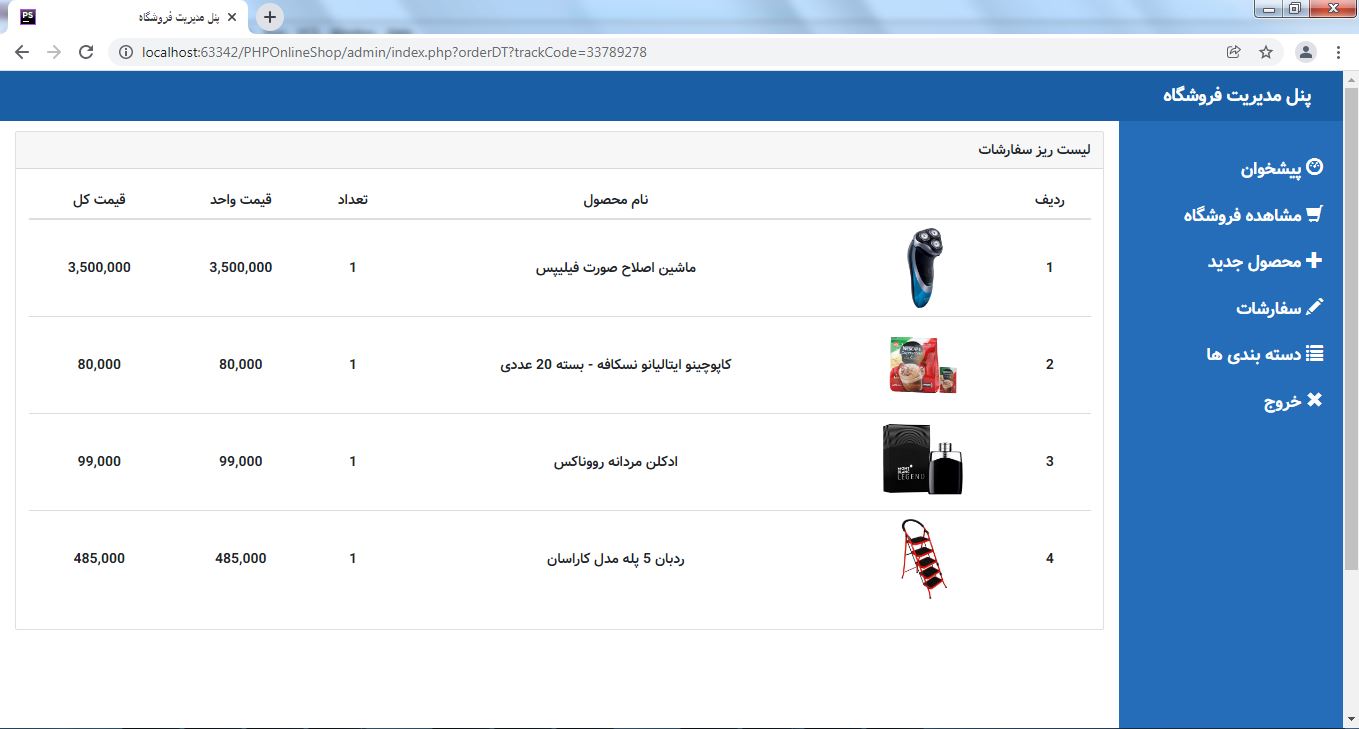 پنل مدیریت فروشگاه
localhost:63342/PHPOnlineShop/admin/index.php?orderDT?trackCode=33789278
پنل مدیریت فروشگاه
پیشخوان
مشاهده فروشگاه
محصول جدید
سفارشات
دسته بندی ها
خروج
لیست ریز سفارشات
ردیف نام محصول تعداد قیمت واحد قیمت کل
1 ماشین اصلاح صورت فیلیپس 1 3,500,000 3,500,000
2 کاپوچینو ایتالیانو نسکافه - بسته 20 عددی 1 80,000 80,000
3 ادکلن مردانه رووناکس 1 99,000 99,000
4 ردبان 5 پله مدل کاراسان 1 485,000 485,000
PS
NESCAFE
MONT
BLANC
LEGEND